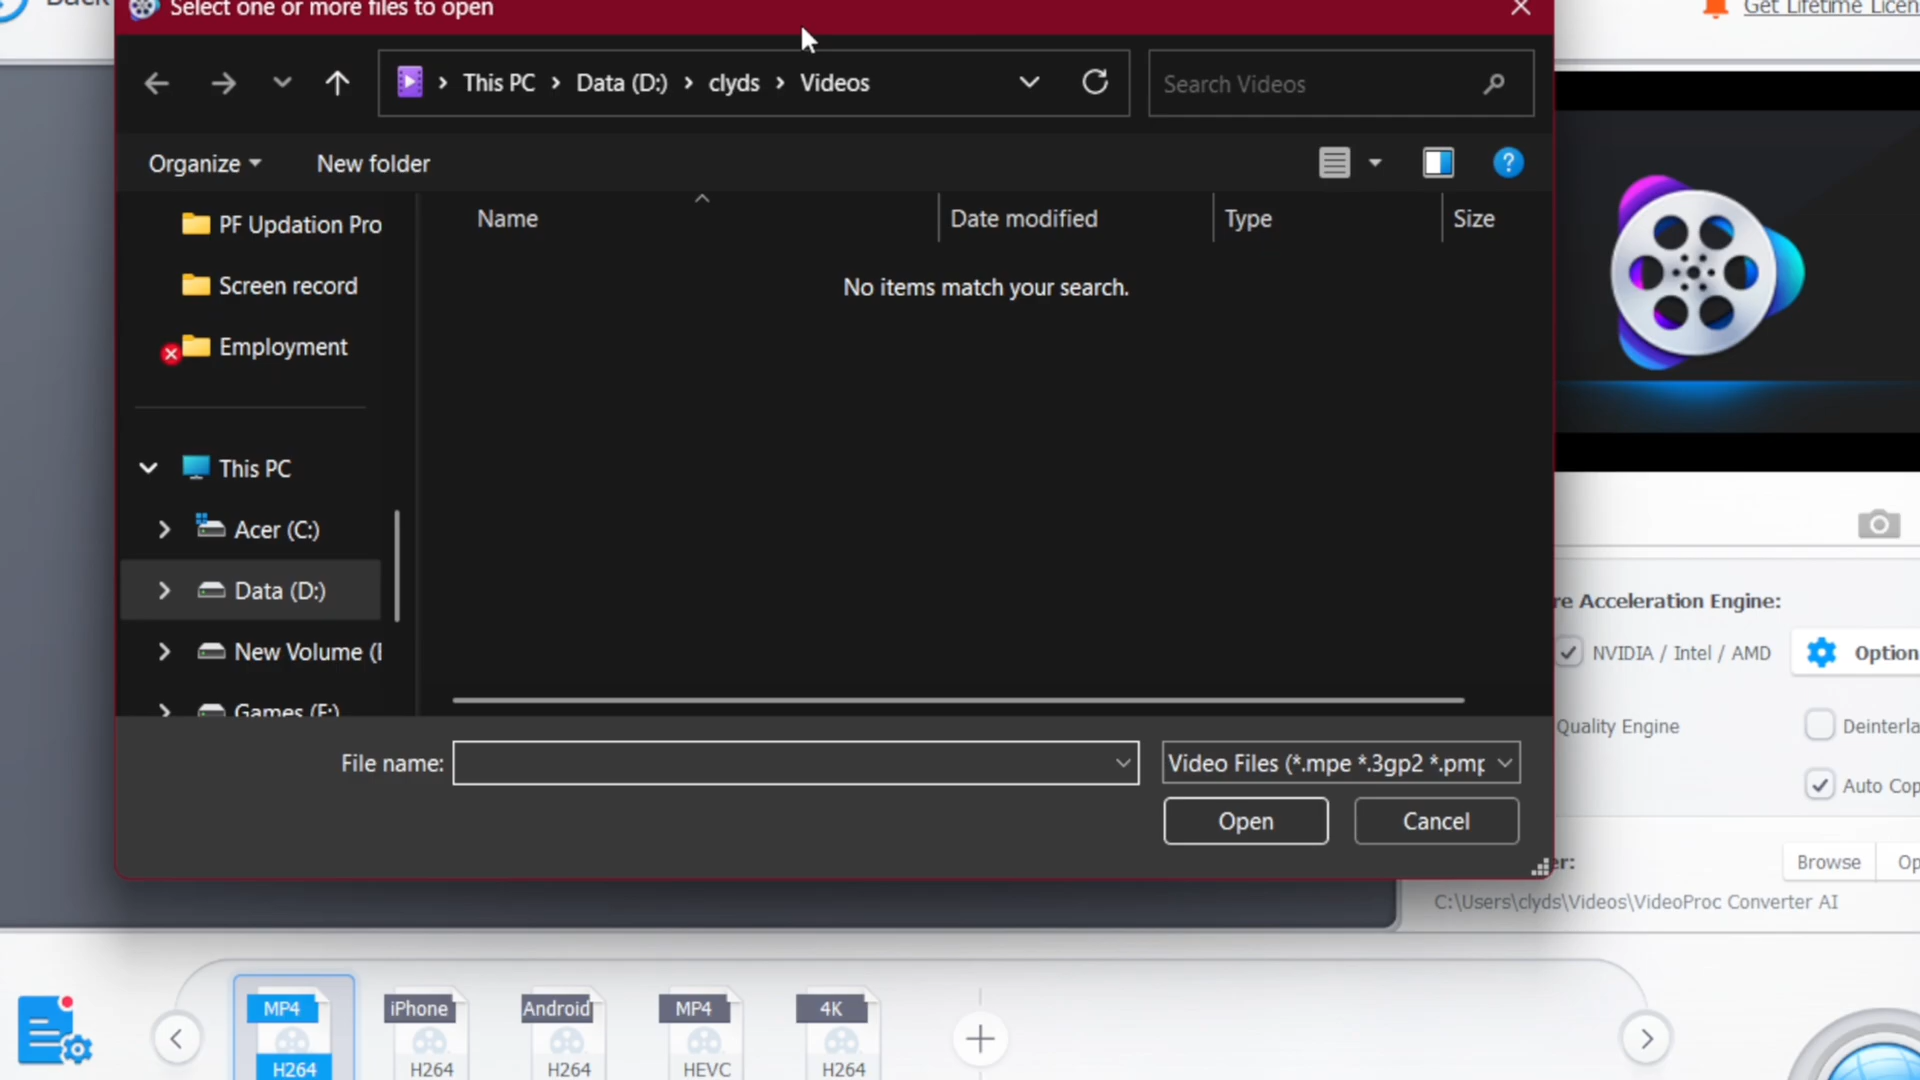 Back
Select one or more files to open
Get Lifetime Licen
This PC > Data (D:) > clyds > Videos
Search Videos
Organize
New folder
Name
Date modified
Type
Size
No items match your search.
PF Updation Pro
Screen record
Employment
This PC
Acer (C:)
Data (D:)
New Volume (
Games (F:)
re Acceleration Engine:
NVIDIA / Intel / AMD
Option
Quality Engine
Deinterla
Auto Cop
File name:
Video Files (*.mpe *.3gp2 *.pmp
Open
Cancel
er:
Browse
Op
C:\Users\clyds\Videos\VideoProc Converter AI
MP4
H264
iPhone
H264
Android
H264
MP4
HEVC
4K
H264